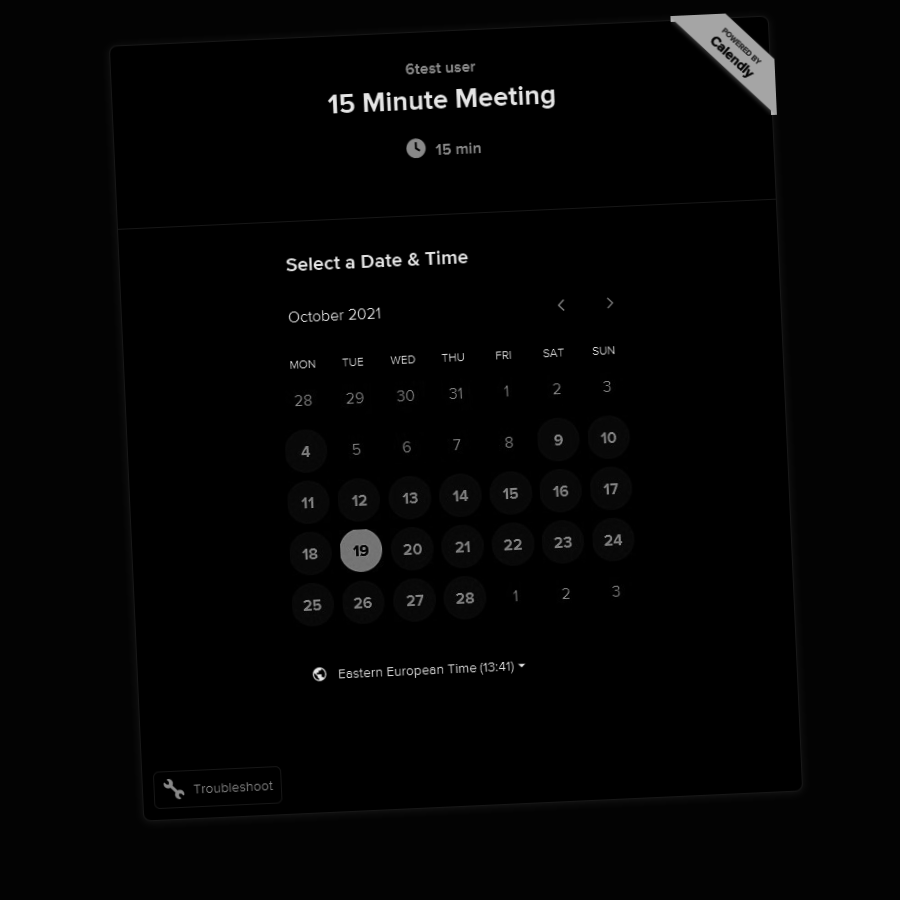 POWERED BY
Calendly
6test user
15 Minute Meeting
15 min
Select a Date & Time
October 2021
MON TUE WED THU FRI SAT SUN
28 29 30 31 1 2 3
4 5 6 7 8 9 10
11 12 13 14 15 16 17
18 19 20 21 22 23 24
25 26 27 28 1 2 3
Eastern European Time (13:41)
Troubleshoot